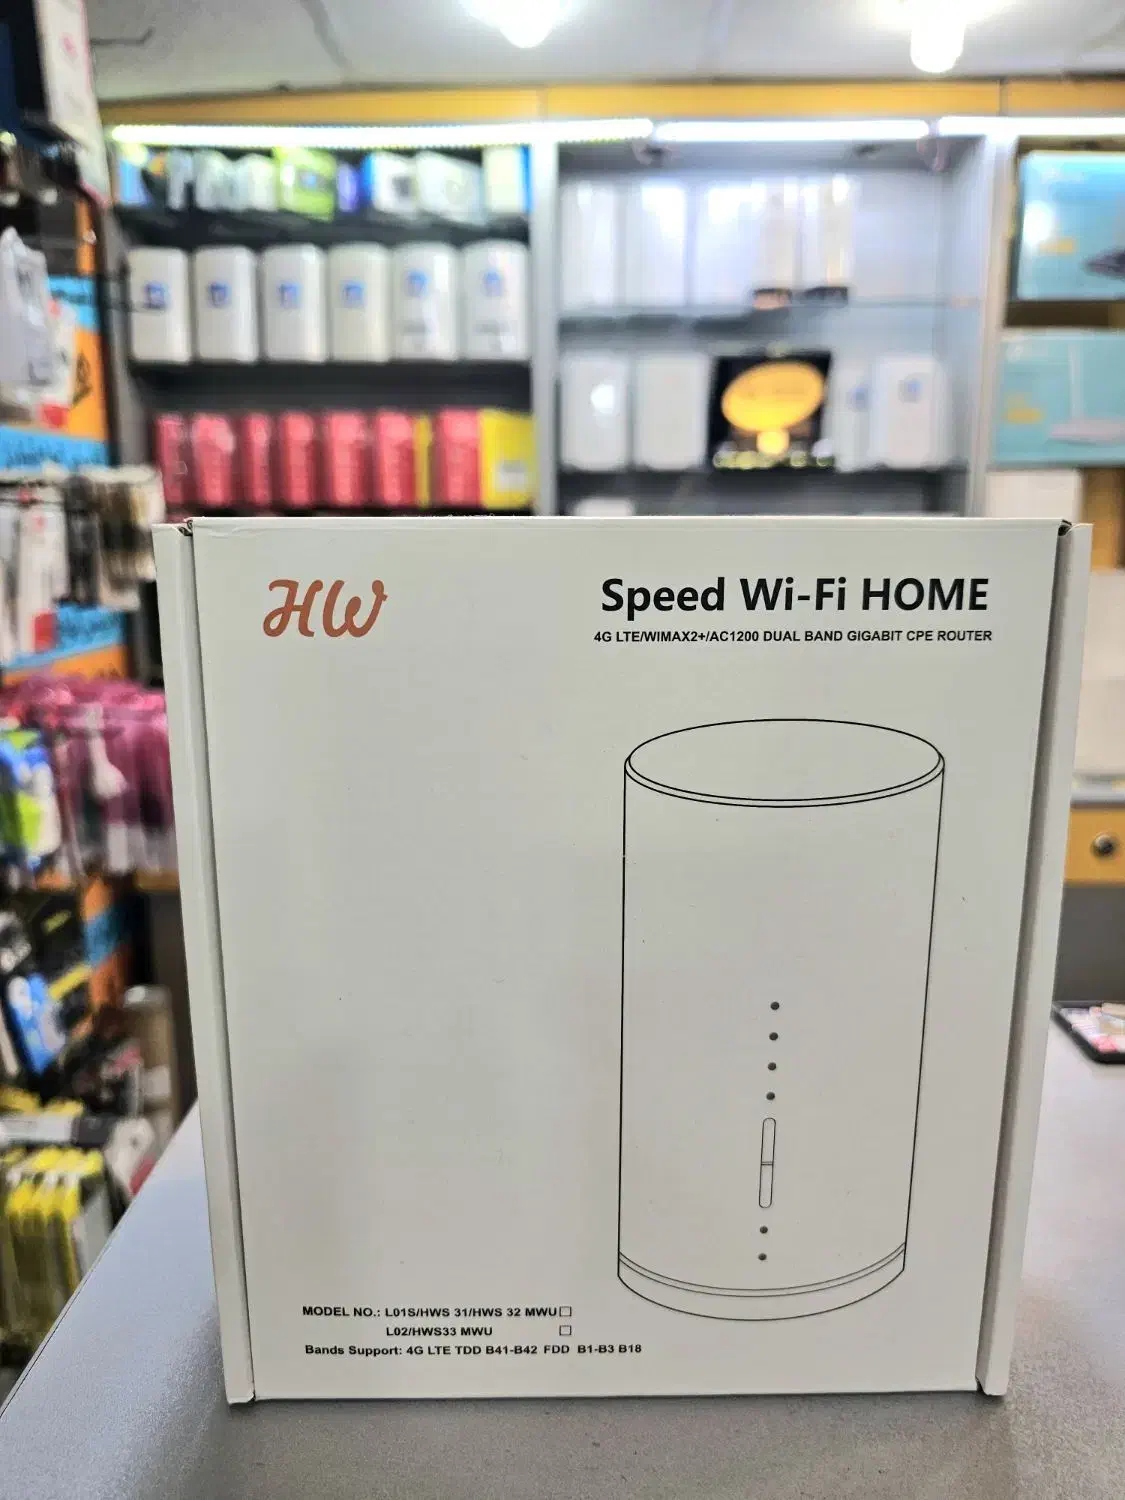 HW
Speed Wi-Fi HOME
4G LTE/WIMAX2+/AC1200 DUAL BAND GIGABIT CPE ROUTER
MODEL NO.: L01S/HWS 31/HWS 32 MWU☐
L02/HWS33 MWU ☐
Bands Support: 4G LTE TDD B41-B42 FDD B1-B3 B18